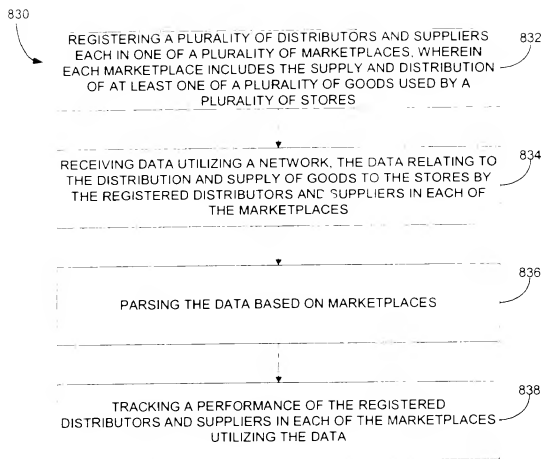 830
REGISTERING A PLURALITY OF DISTRIBUTORS AND SUPPLIERS
832
EACH IN ONE OF A PLURALITY OF MARKETPLACES, WHEREIN
EACH MARKETPLACE INCLUDES THE SUPPLY AND DISTRIBUTION
OF AT LEAST ONE OF A PLURALITY OF GOODS USED BY A
PLURALITY OF STORES
834
RECEIVING DATA UTILIZING A NETWORK, THE DATA RELATING TO
THE DISTRIBUTION AND SUPPLY OF GOODS TO THE STORES BY
THE REGISTERED DISTRIBUTORS AND SUPPLIERS IN EACH OF
THE MARKETPLACES
836
PARSING THE DATA BASED ON MARKETPLACES
838
TRACKING A PERFORMANCE OF THE REGISTERED
DISTRIBUTORS AND SUPPLIERS IN EACH OF THE MARKETPLACES
UTILIZING THE DATA